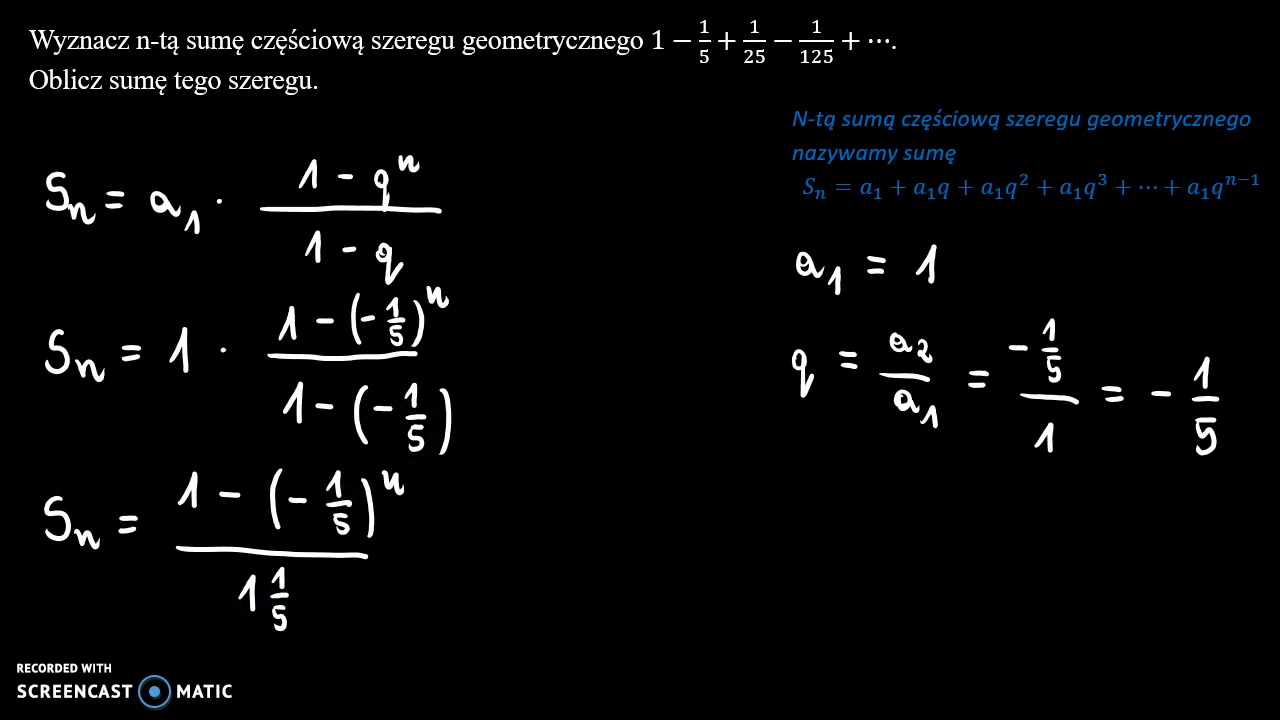 Wyznacz n-tą sumę częściową szeregu geometrycznego 1 − 1/5 + 1/25 − 1/125 + ⋯.
Oblicz sumę tego szeregu.
N-tą sumą częściową szeregu geometrycznego
nazywamy sumę
Sₙ = a₁ + a₁q + a₁q² + a₁q³ + ⋯ + a₁qⁿ⁻¹
Sₙ = a₁ · (1 − qⁿ)/(1 − q)
a₁ = 1
Sₙ = 1 · (1 − (−1/5)ⁿ)/(1 − (−1/5))
q = a₂/a₁ = (−1/5)/1 = −1/5
Sₙ = (1 − (−1/5)ⁿ)/(1 1/5)
RECORDED WITH
SCREENCAST MATIC